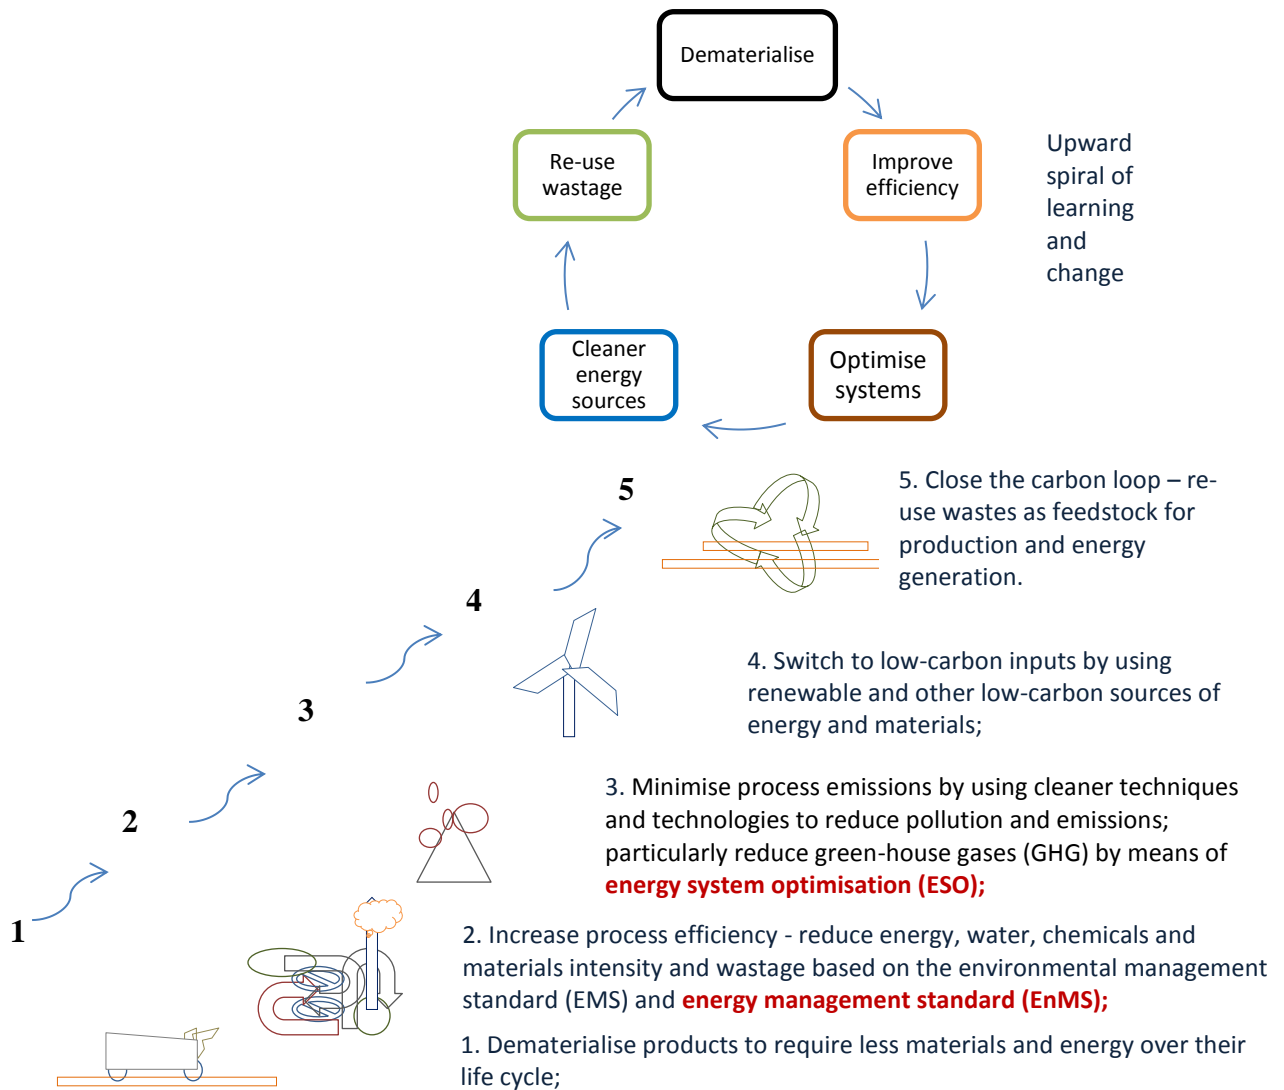 Dematerialise
Re-use
wastage
Improve
efficiency
Upward
spiral of
learning
and
change
Cleaner
energy
sources
Optimise
systems
5
5. Close the carbon loop – re-
use wastes as feedstock for
production and energy
generation.
4
4. Switch to low-carbon inputs by using
renewable and other low-carbon sources of
energy and materials;
3
3. Minimise process emissions by using cleaner techniques
and technologies to reduce pollution and emissions;
particularly reduce green-house gases (GHG) by means of
energy system optimisation (ESO);
2
1
2. Increase process efficiency - reduce energy, water, chemicals and
materials intensity and wastage based on the environmental management
standard (EMS) and energy management standard (EnMS);
1. Dematerialise products to require less materials and energy over their
life cycle;